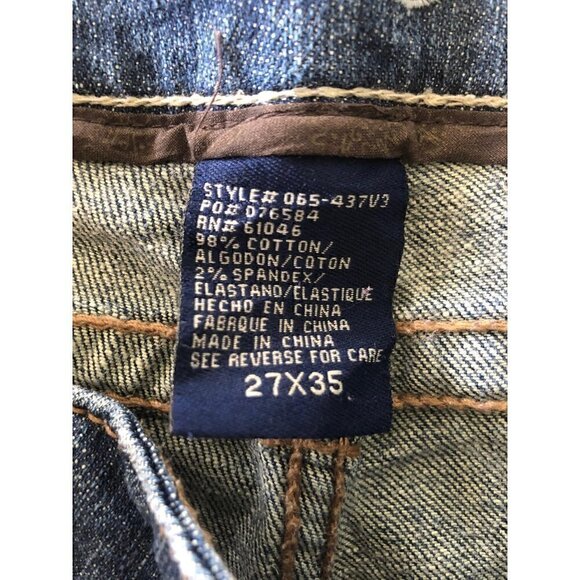 STYLE# 065-437V3
PO# 076584
RN# 61046
98% COTTON/
ALGODON/COTON
2% SPANDEX/
ELASTAND/ELASTIQUE
HECHO EN CHINA
FABRQUE IN CHINA
MADE IN CHINA
SEE REVERSE FOR CARE
27X35